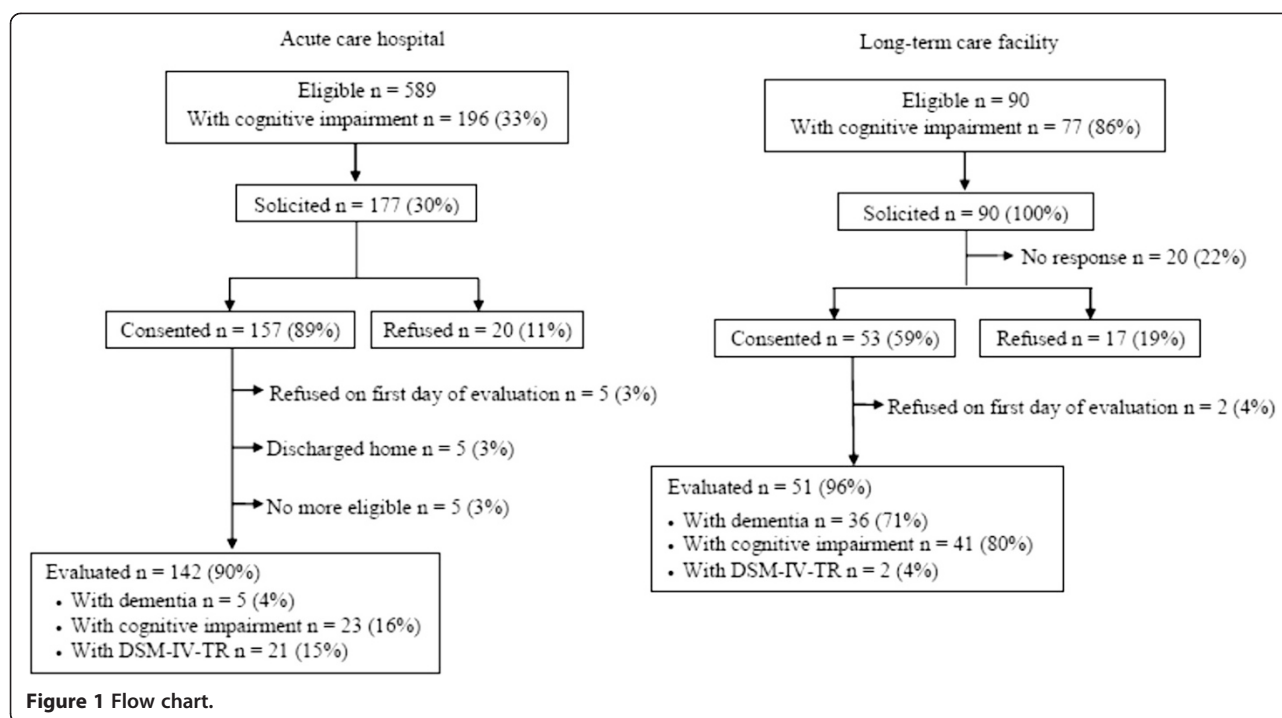 Acute care hospital
Eligible n = 589
With cognitive impairment n = 196 (33%)
Solicited n = 177 (30%)
Consented n = 157 (89%)
Refused n = 20 (11%)
Refused on first day of evaluation n = 5 (3%)
Discharged home n = 5 (3%)
No more eligible n = 5 (3%)
Evaluated n = 142 (90%)
• With dementia n = 5 (4%)
• With cognitive impairment n = 23 (16%)
• With DSM-IV-TR n = 21 (15%)
Long-term care facility
Eligible n = 90
With cognitive impairment n = 77 (86%)
Solicited n = 90 (100%)
No response n = 20 (22%)
Consented n = 53 (59%)
Refused n = 17 (19%)
Refused on first day of evaluation n = 2 (4%)
Evaluated n = 51 (96%)
• With dementia n = 36 (71%)
• With cognitive impairment n = 41 (80%)
• With DSM-IV-TR n = 2 (4%)
Figure 1 Flow chart.